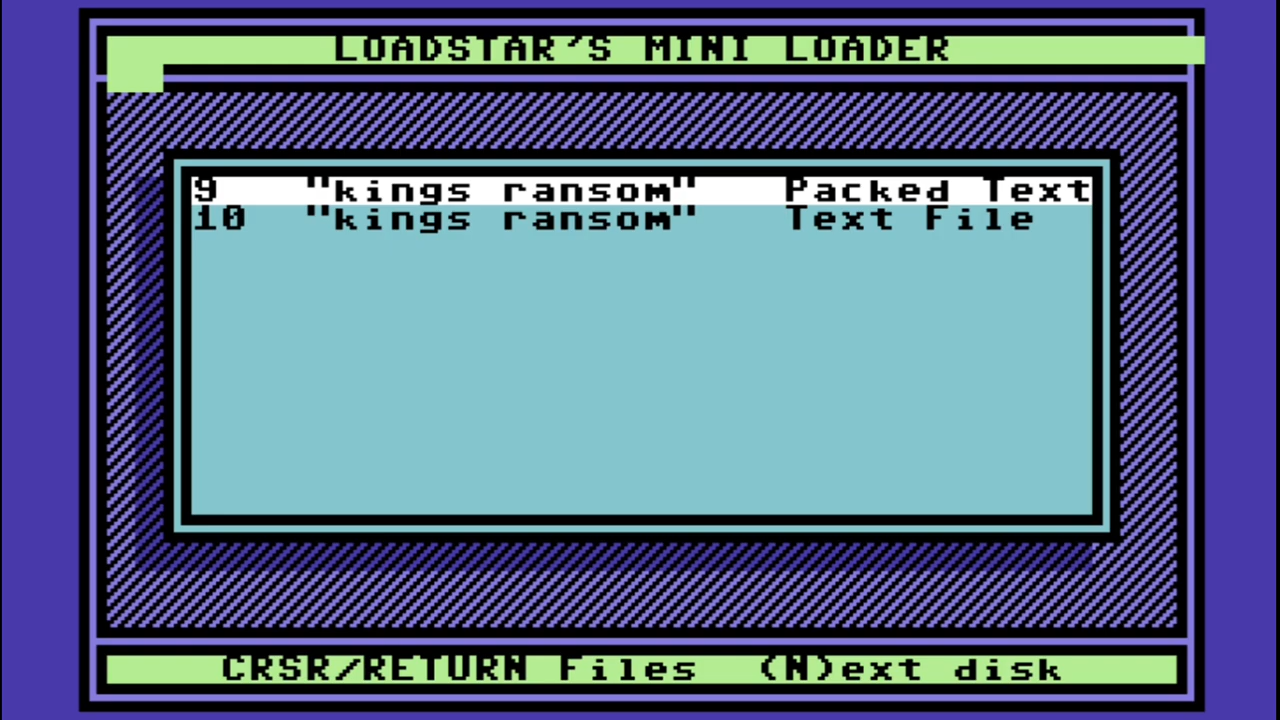 LOADSTAR'S MINI LOADER
9 "kings ransom" Packed Text
10 "kings ransom" Text File
CRSR/RETURN Files (N)ext disk